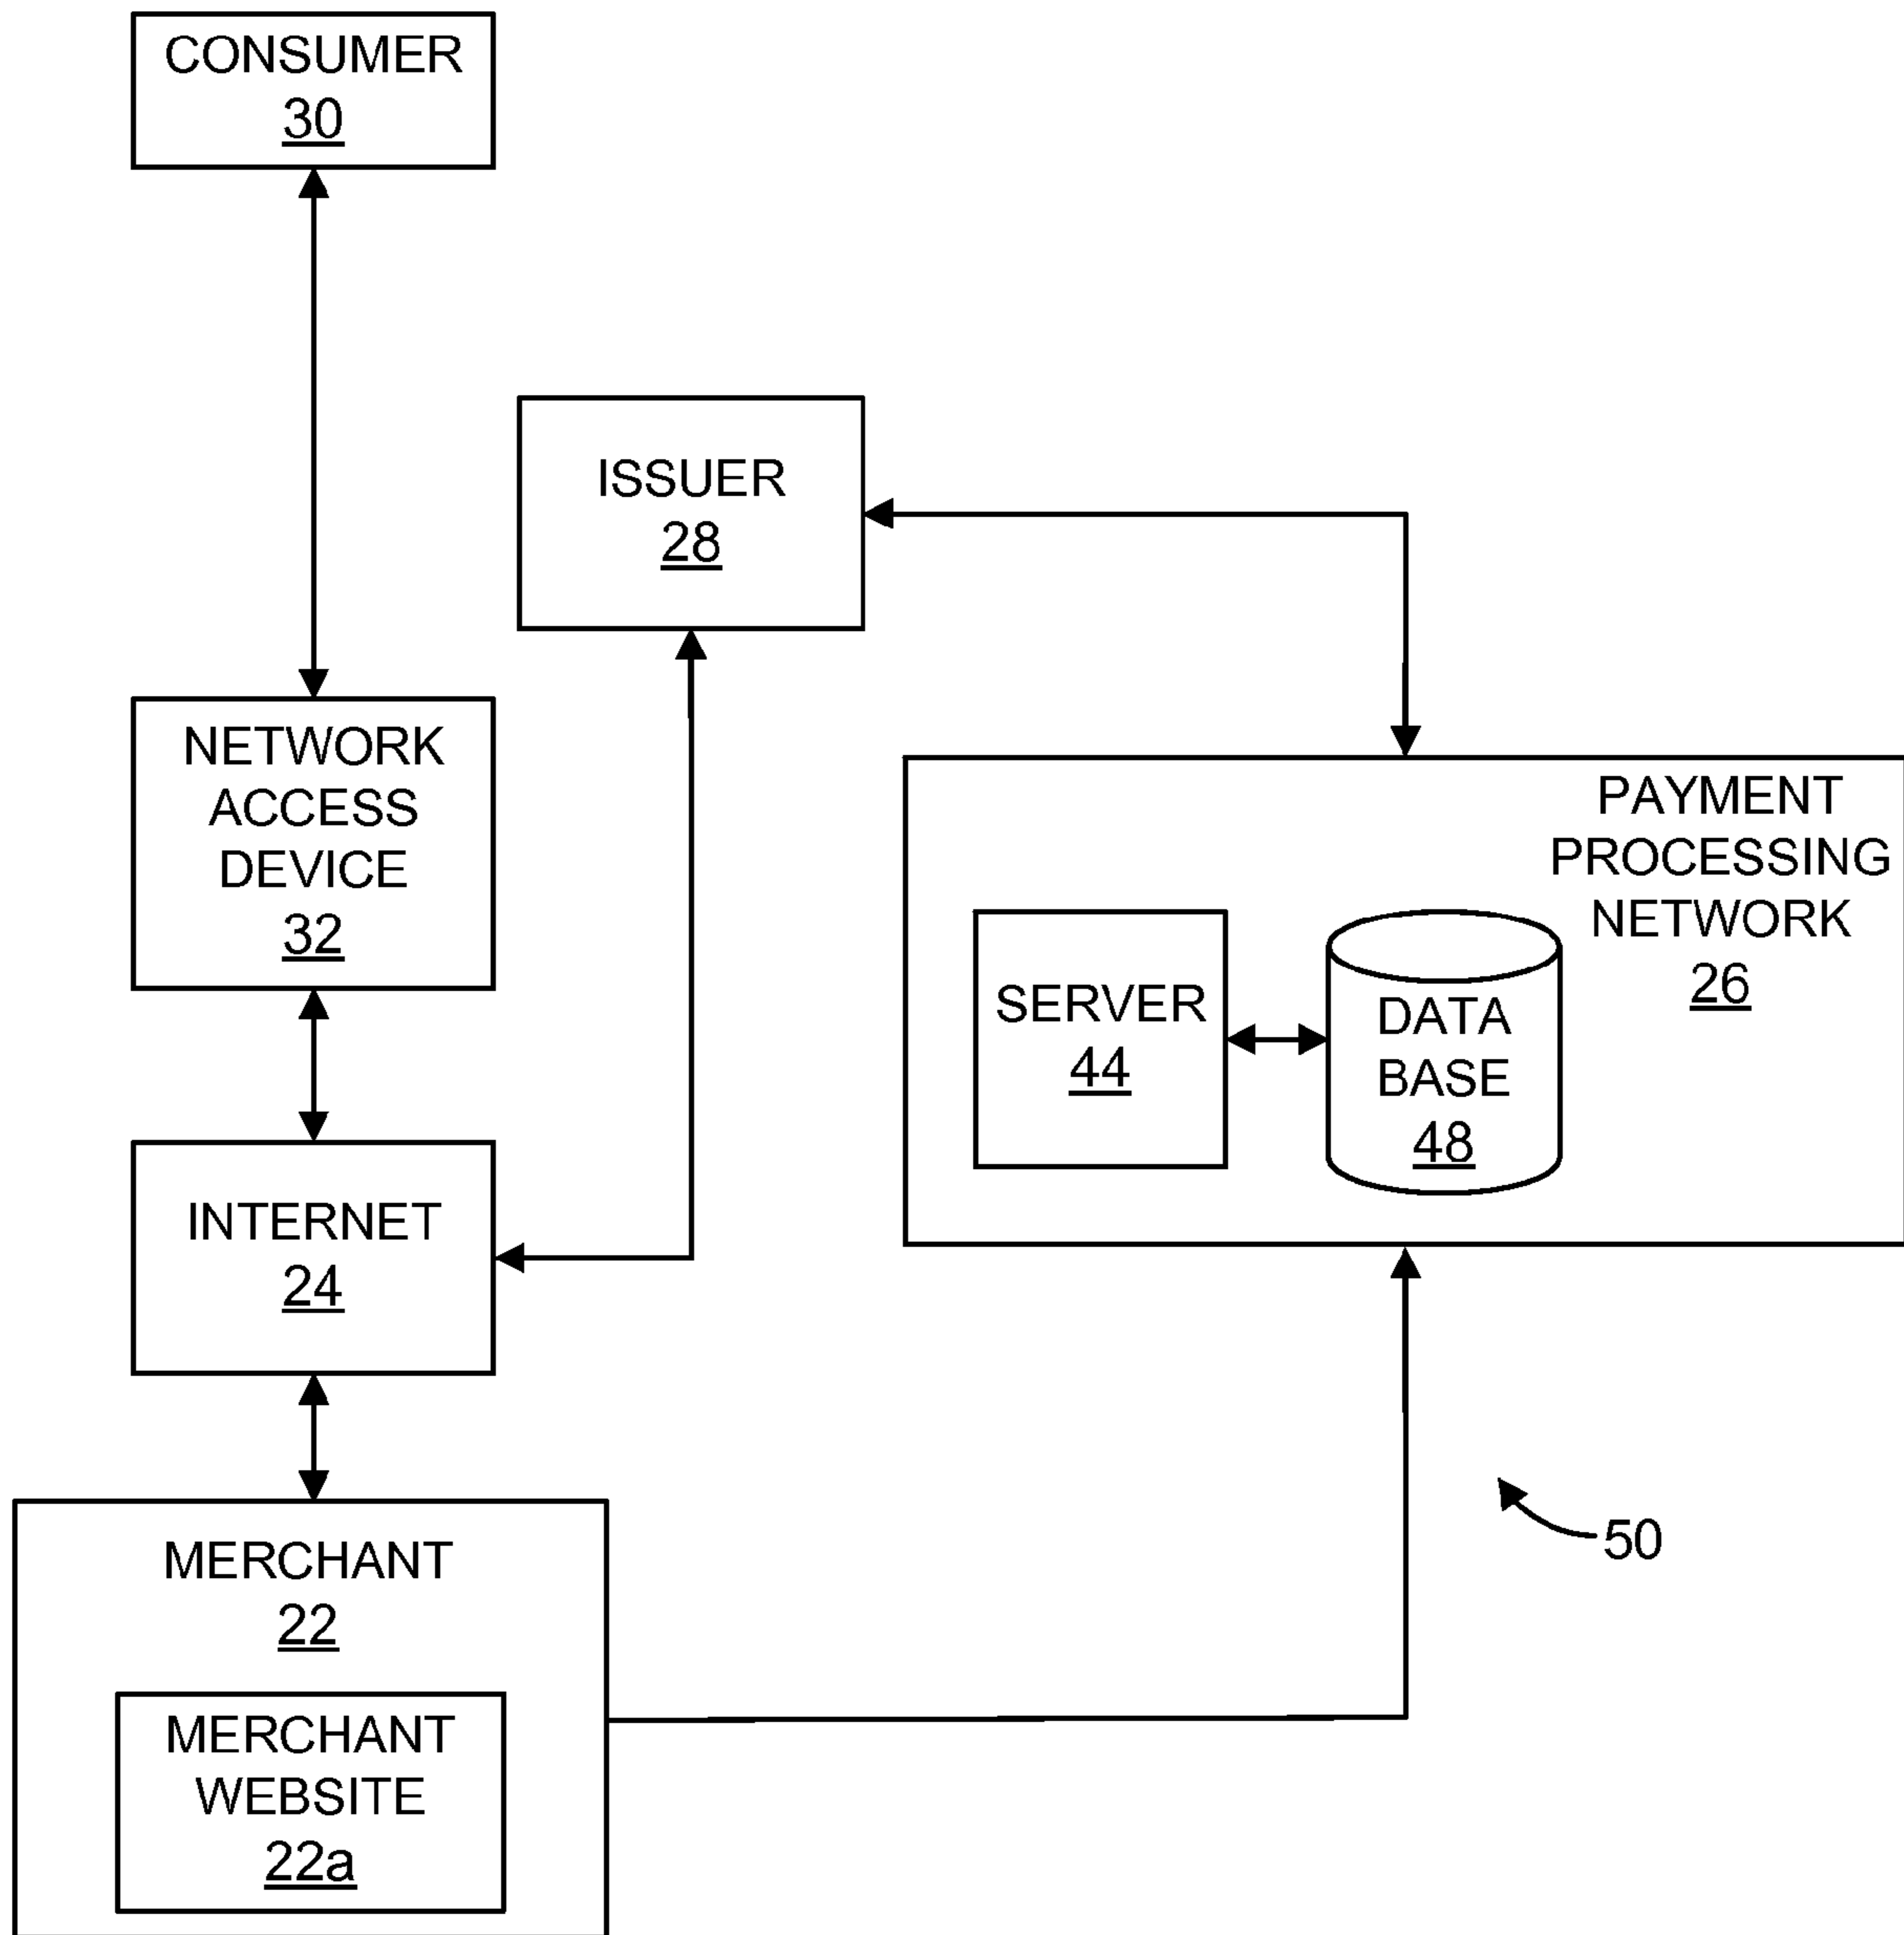 CONSUMER
30
ISSUER
28
NETWORK
ACCESS
DEVICE
32
PAYMENT
PROCESSING
NETWORK
26
SERVER
44
DATA
BASE
48
INTERNET
24
MERCHANT
22
MERCHANT
WEBSITE
22a
50